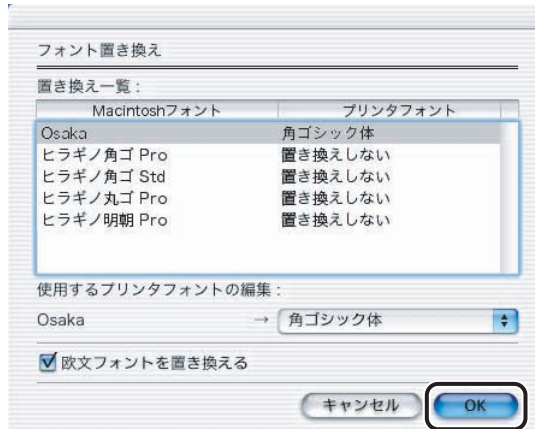 フォント置き換え
置き換え一覧：
Macintoshフォント プリンタフォント
Osaka 角ゴシック体
ヒラギノ角ゴ Pro 置き換えしない
ヒラギノ角ゴ Std 置き換えしない
ヒラギノ丸ゴ Pro 置き換えしない
ヒラギノ明朝 Pro 置き換えしない
使用するプリンタフォントの編集：
Osaka → 角ゴシック体
欧文フォントを置き換える
キャンセル OK